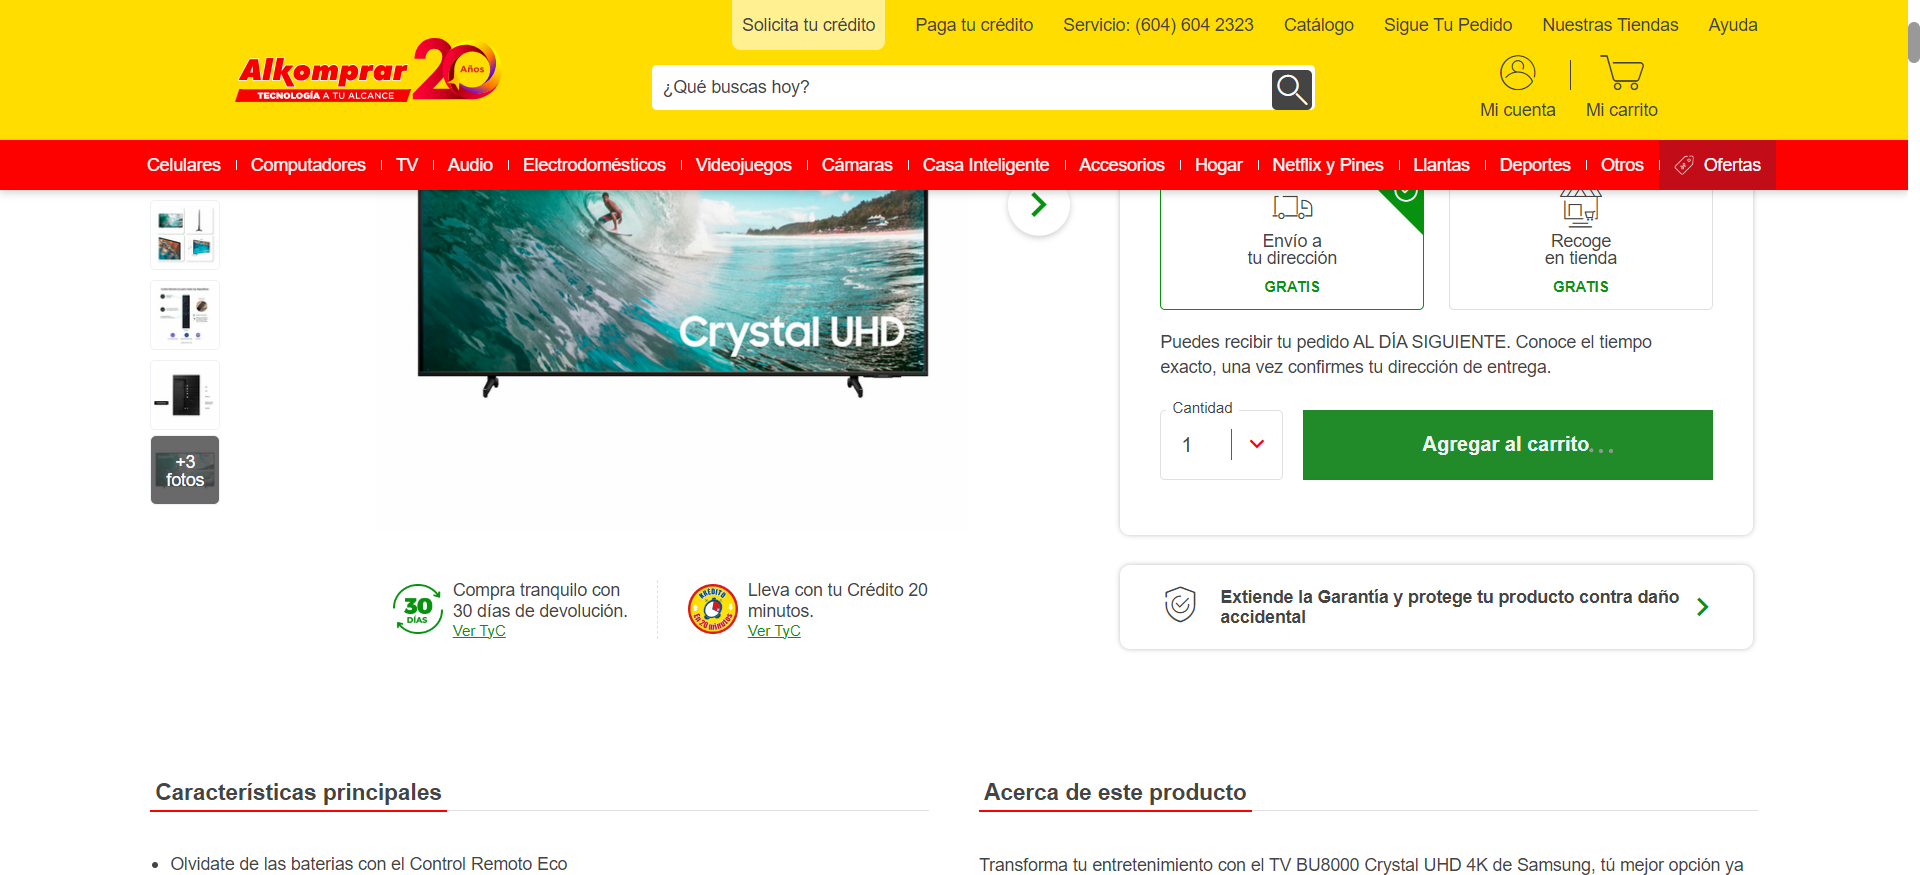 Solicita tu crédito
Paga tu crédito
Servicio: (604) 604 2323
Catálogo
Sigue Tu Pedido
Nuestras Tiendas
Ayuda
Alkomprar 20 Años
TECNOLOGÍA A TU ALCANCE
¿Qué buscas hoy?
Mi cuenta
Mi carrito
Celulares
Computadores
TV
Audio
Electrodomésticos
Videojuegos
Cámaras
Casa Inteligente
Accesorios
Hogar
Netflix y Pines
Llantas
Deportes
Otros
Ofertas
Crystal UHD
+3
fotos
Envío a
tu dirección
GRATIS
Recoge
en tienda
GRATIS
Puedes recibir tu pedido AL DÍA SIGUIENTE. Conoce el tiempo
exacto, una vez confirmes tu dirección de entrega.
Cantidad
1
Agregar al carrito...
30
DÍAS
Compra tranquilo con
30 días de devolución.
Ver TyC
KRÉDITO
En 20 minutos
Lleva con tu Crédito 20
minutos.
Ver TyC
Extiende la Garantía y protege tu producto contra daño
accidental
Características principales
Acerca de este producto
Olvidate de las baterias con el Control Remoto Eco
Transforma tu entretenimiento con el TV BU8000 Crystal UHD 4K de Samsung, tú mejor opción ya